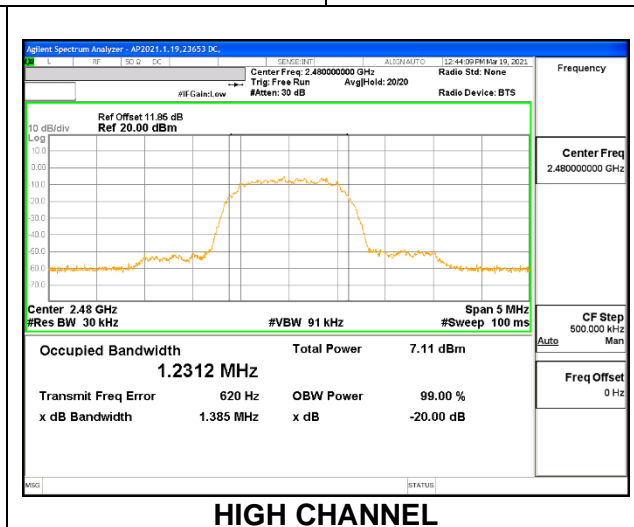 Agilent Spectrum Analyzer - AP2021.1.19,23653 DC,
L RF 50 Ω DC SENSE:INT ALIGN AUTO 12:44:09 PM Mar 19, 2021
Center Freq: 2.480000000 GHz Radio Std: None Frequency
Trig: Free Run Avg|Hold: 20/20
#IFGain:Low #Atten: 30 dB Radio Device: BTS
Ref Offset 11.85 dB
10 dB/div Ref 20.00 dBm
Log
10.0
0.00
-10.0
-20.0
-30.0
-40.0
-50.0
-60.0
-70.0
Center Freq
2.480000000 GHz
Center 2.48 GHz Span 5 MHz
#Res BW 30 kHz #VBW 91 kHz #Sweep 100 ms
CF Step
500.000 kHz
Auto Man
Occupied Bandwidth Total Power 7.11 dBm
1.2312 MHz
Freq Offset
0 Hz
Transmit Freq Error 620 Hz OBW Power 99.00 %
x dB Bandwidth 1.385 MHz x dB -20.00 dB
MSG STATUS
HIGH CHANNEL